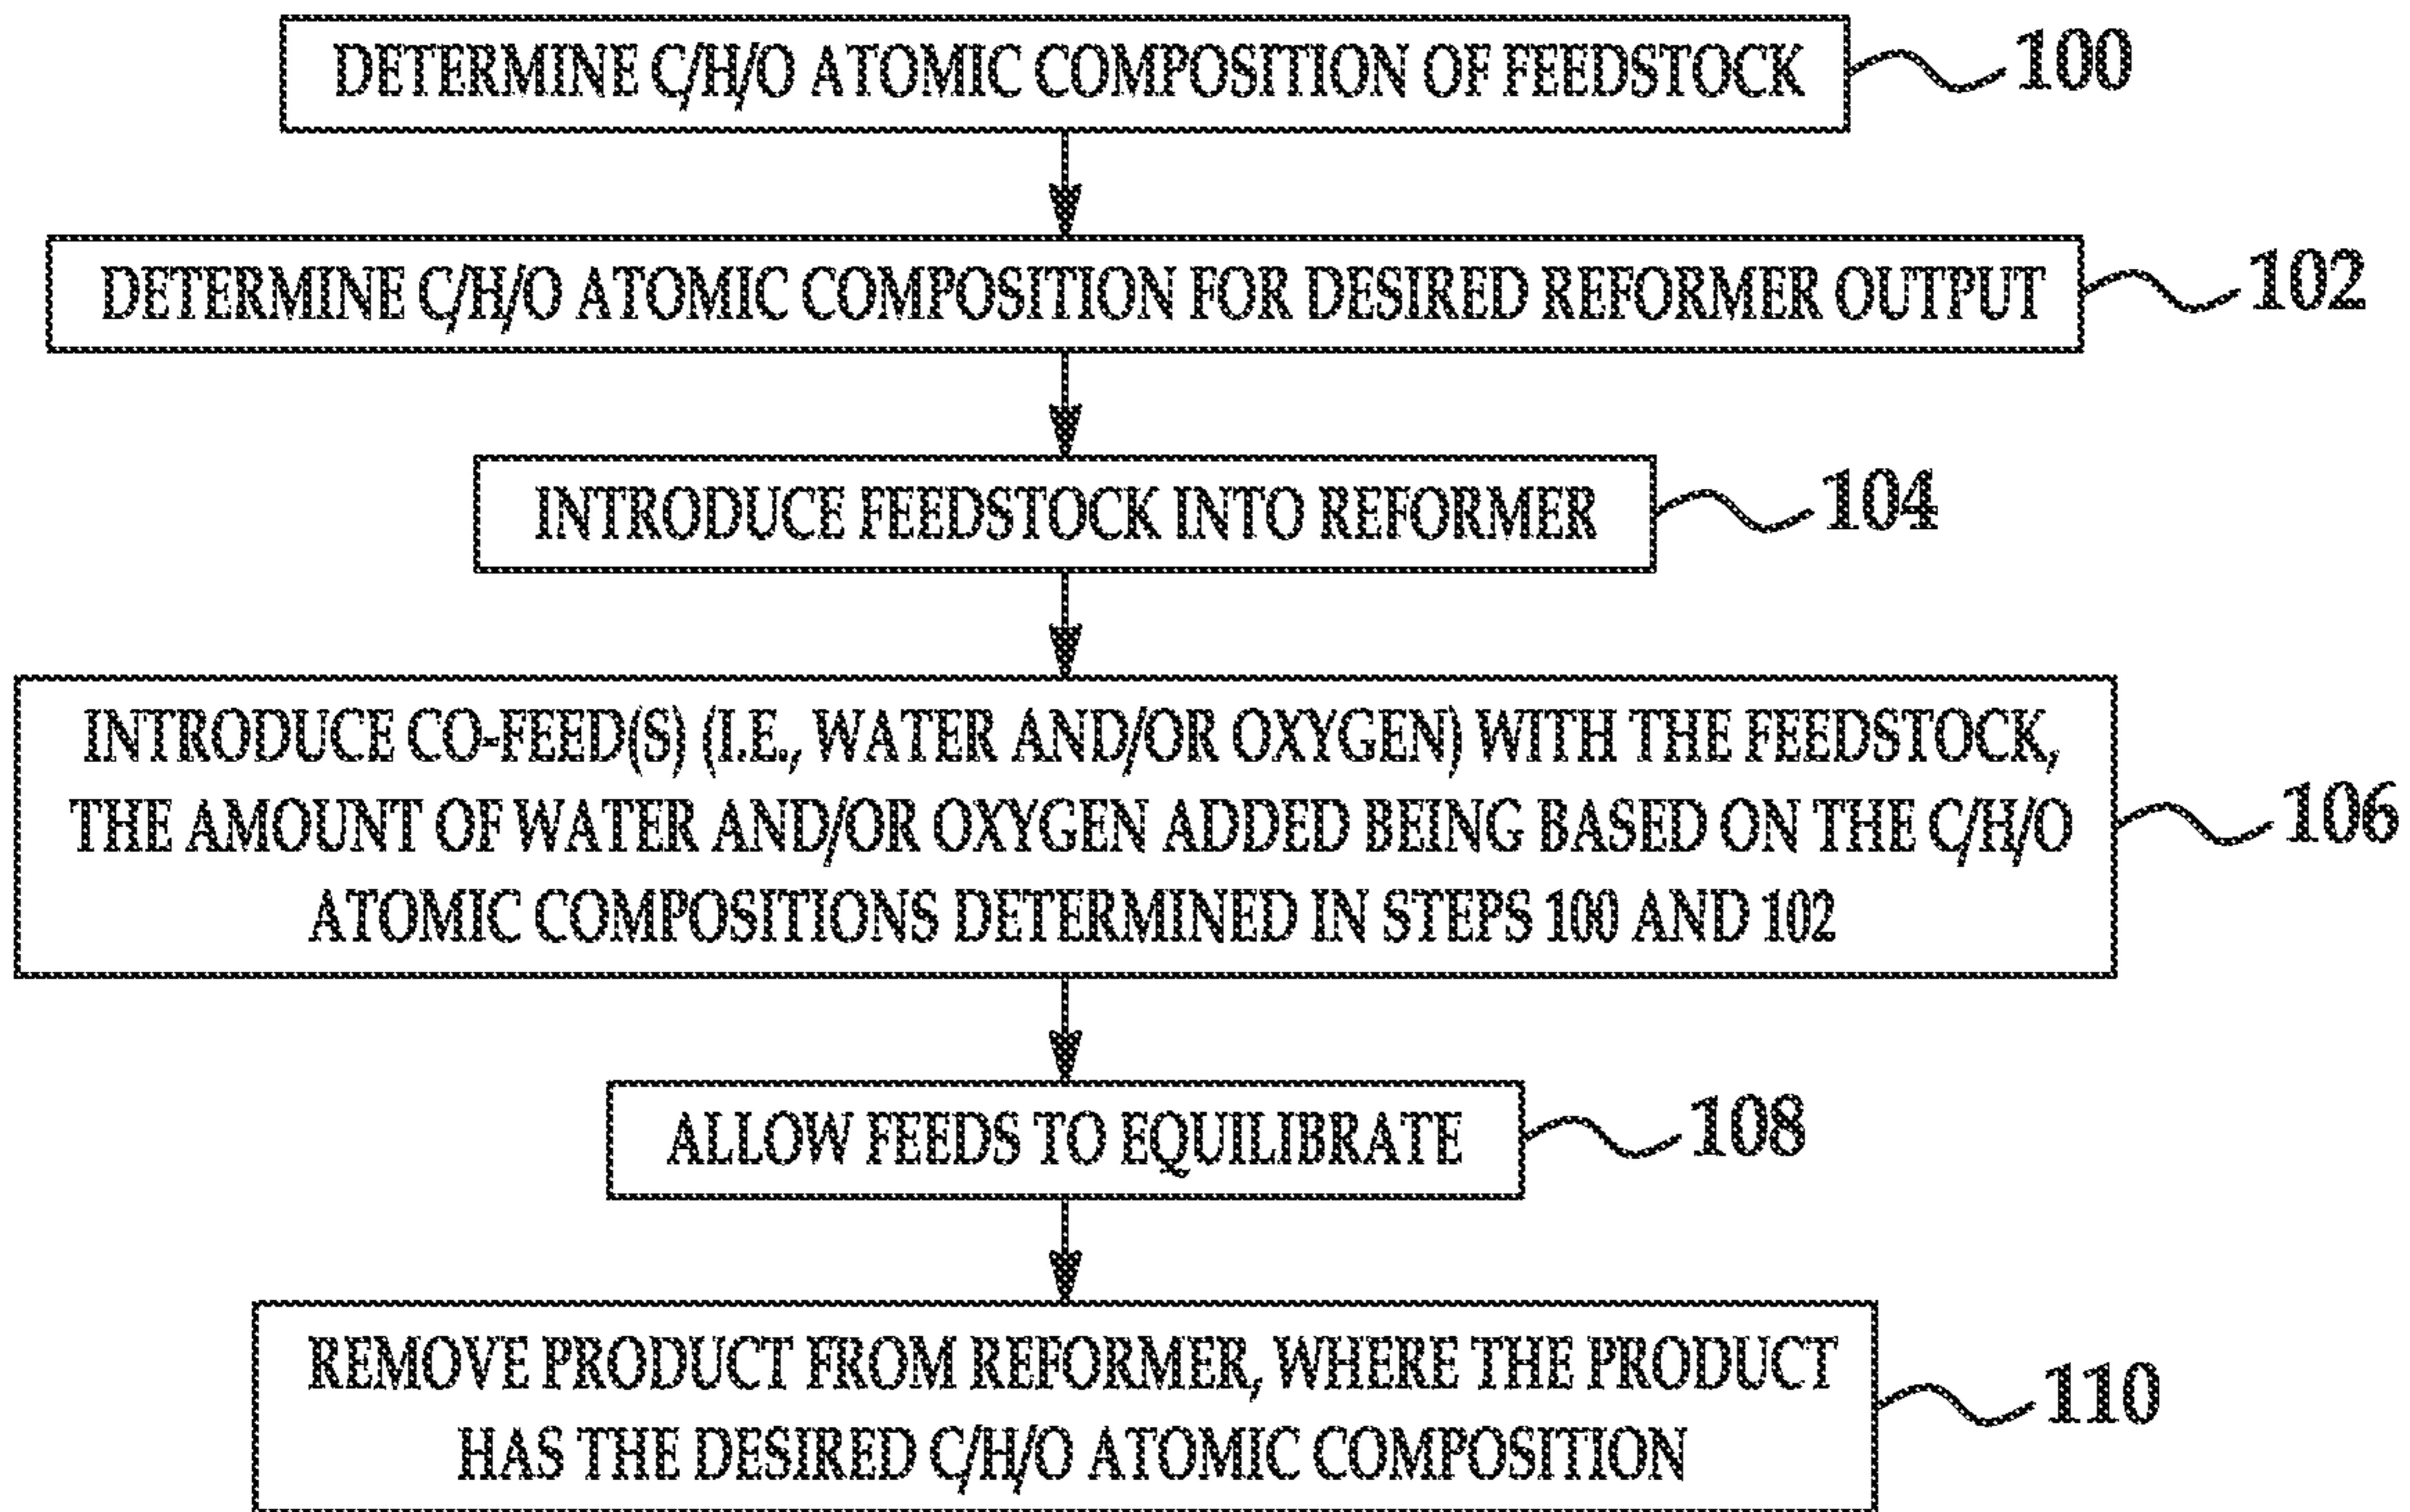 DETERMINE C/H/O ATOMIC COMPOSITION OF FEEDSTOCK
100
DETERMINE C/H/O ATOMIC COMPOSITION FOR DESIRED REFORMER OUTPUT
102
INTRODUCE FEEDSTOCK INTO REFORMER
104
INTRODUCE CO-FEED(S) (I.E., WATER AND/OR OXYGEN) WITH THE FEEDSTOCK,
THE AMOUNT OF WATER AND/OR OXYGEN ADDED BEING BASED ON THE C/H/O
ATOMIC COMPOSITIONS DETERMINED IN STEPS 100 AND 102
106
ALLOW FEEDS TO EQUILIBRATE
108
REMOVE PRODUCT FROM REFORMER, WHERE THE PRODUCT
HAS THE DESIRED C/H/O ATOMIC COMPOSITION
110